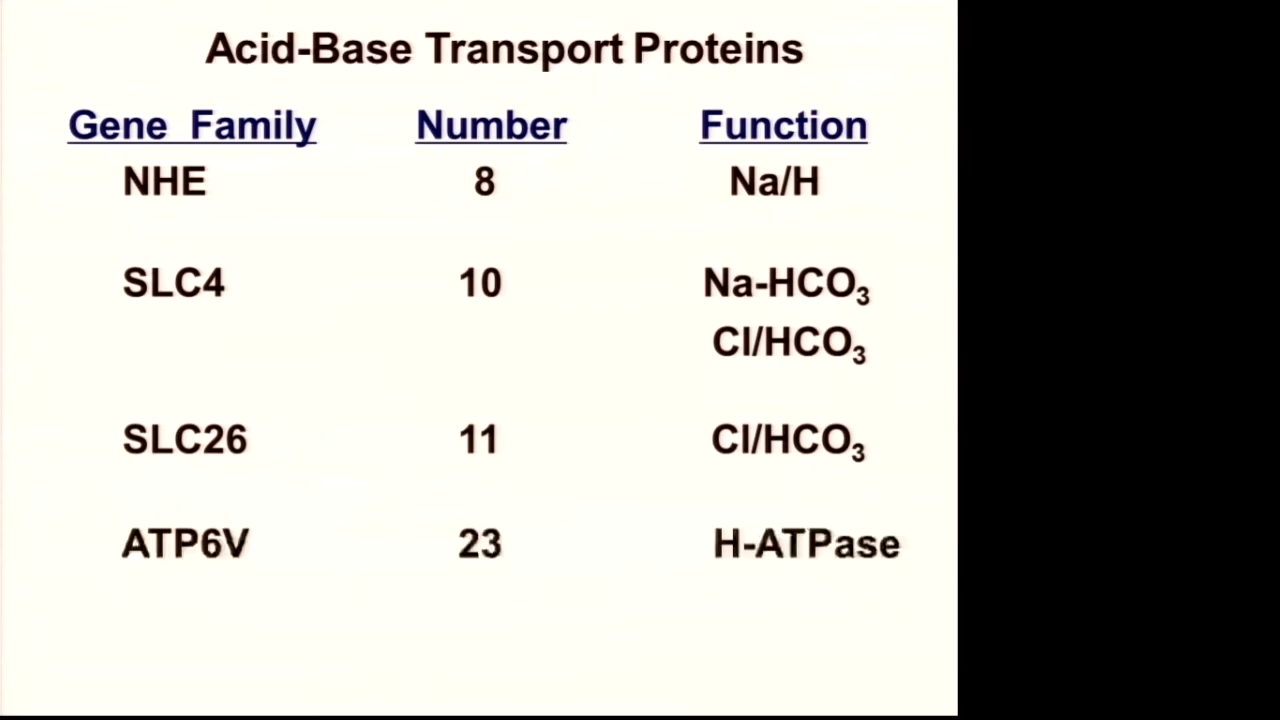 Acid-Base Transport Proteins
Gene Family Number Function
NHE 8 Na/H
SLC4 10 Na-HCO₃
Cl/HCO₃
SLC26 11 Cl/HCO₃
ATP6V 23 H-ATPase